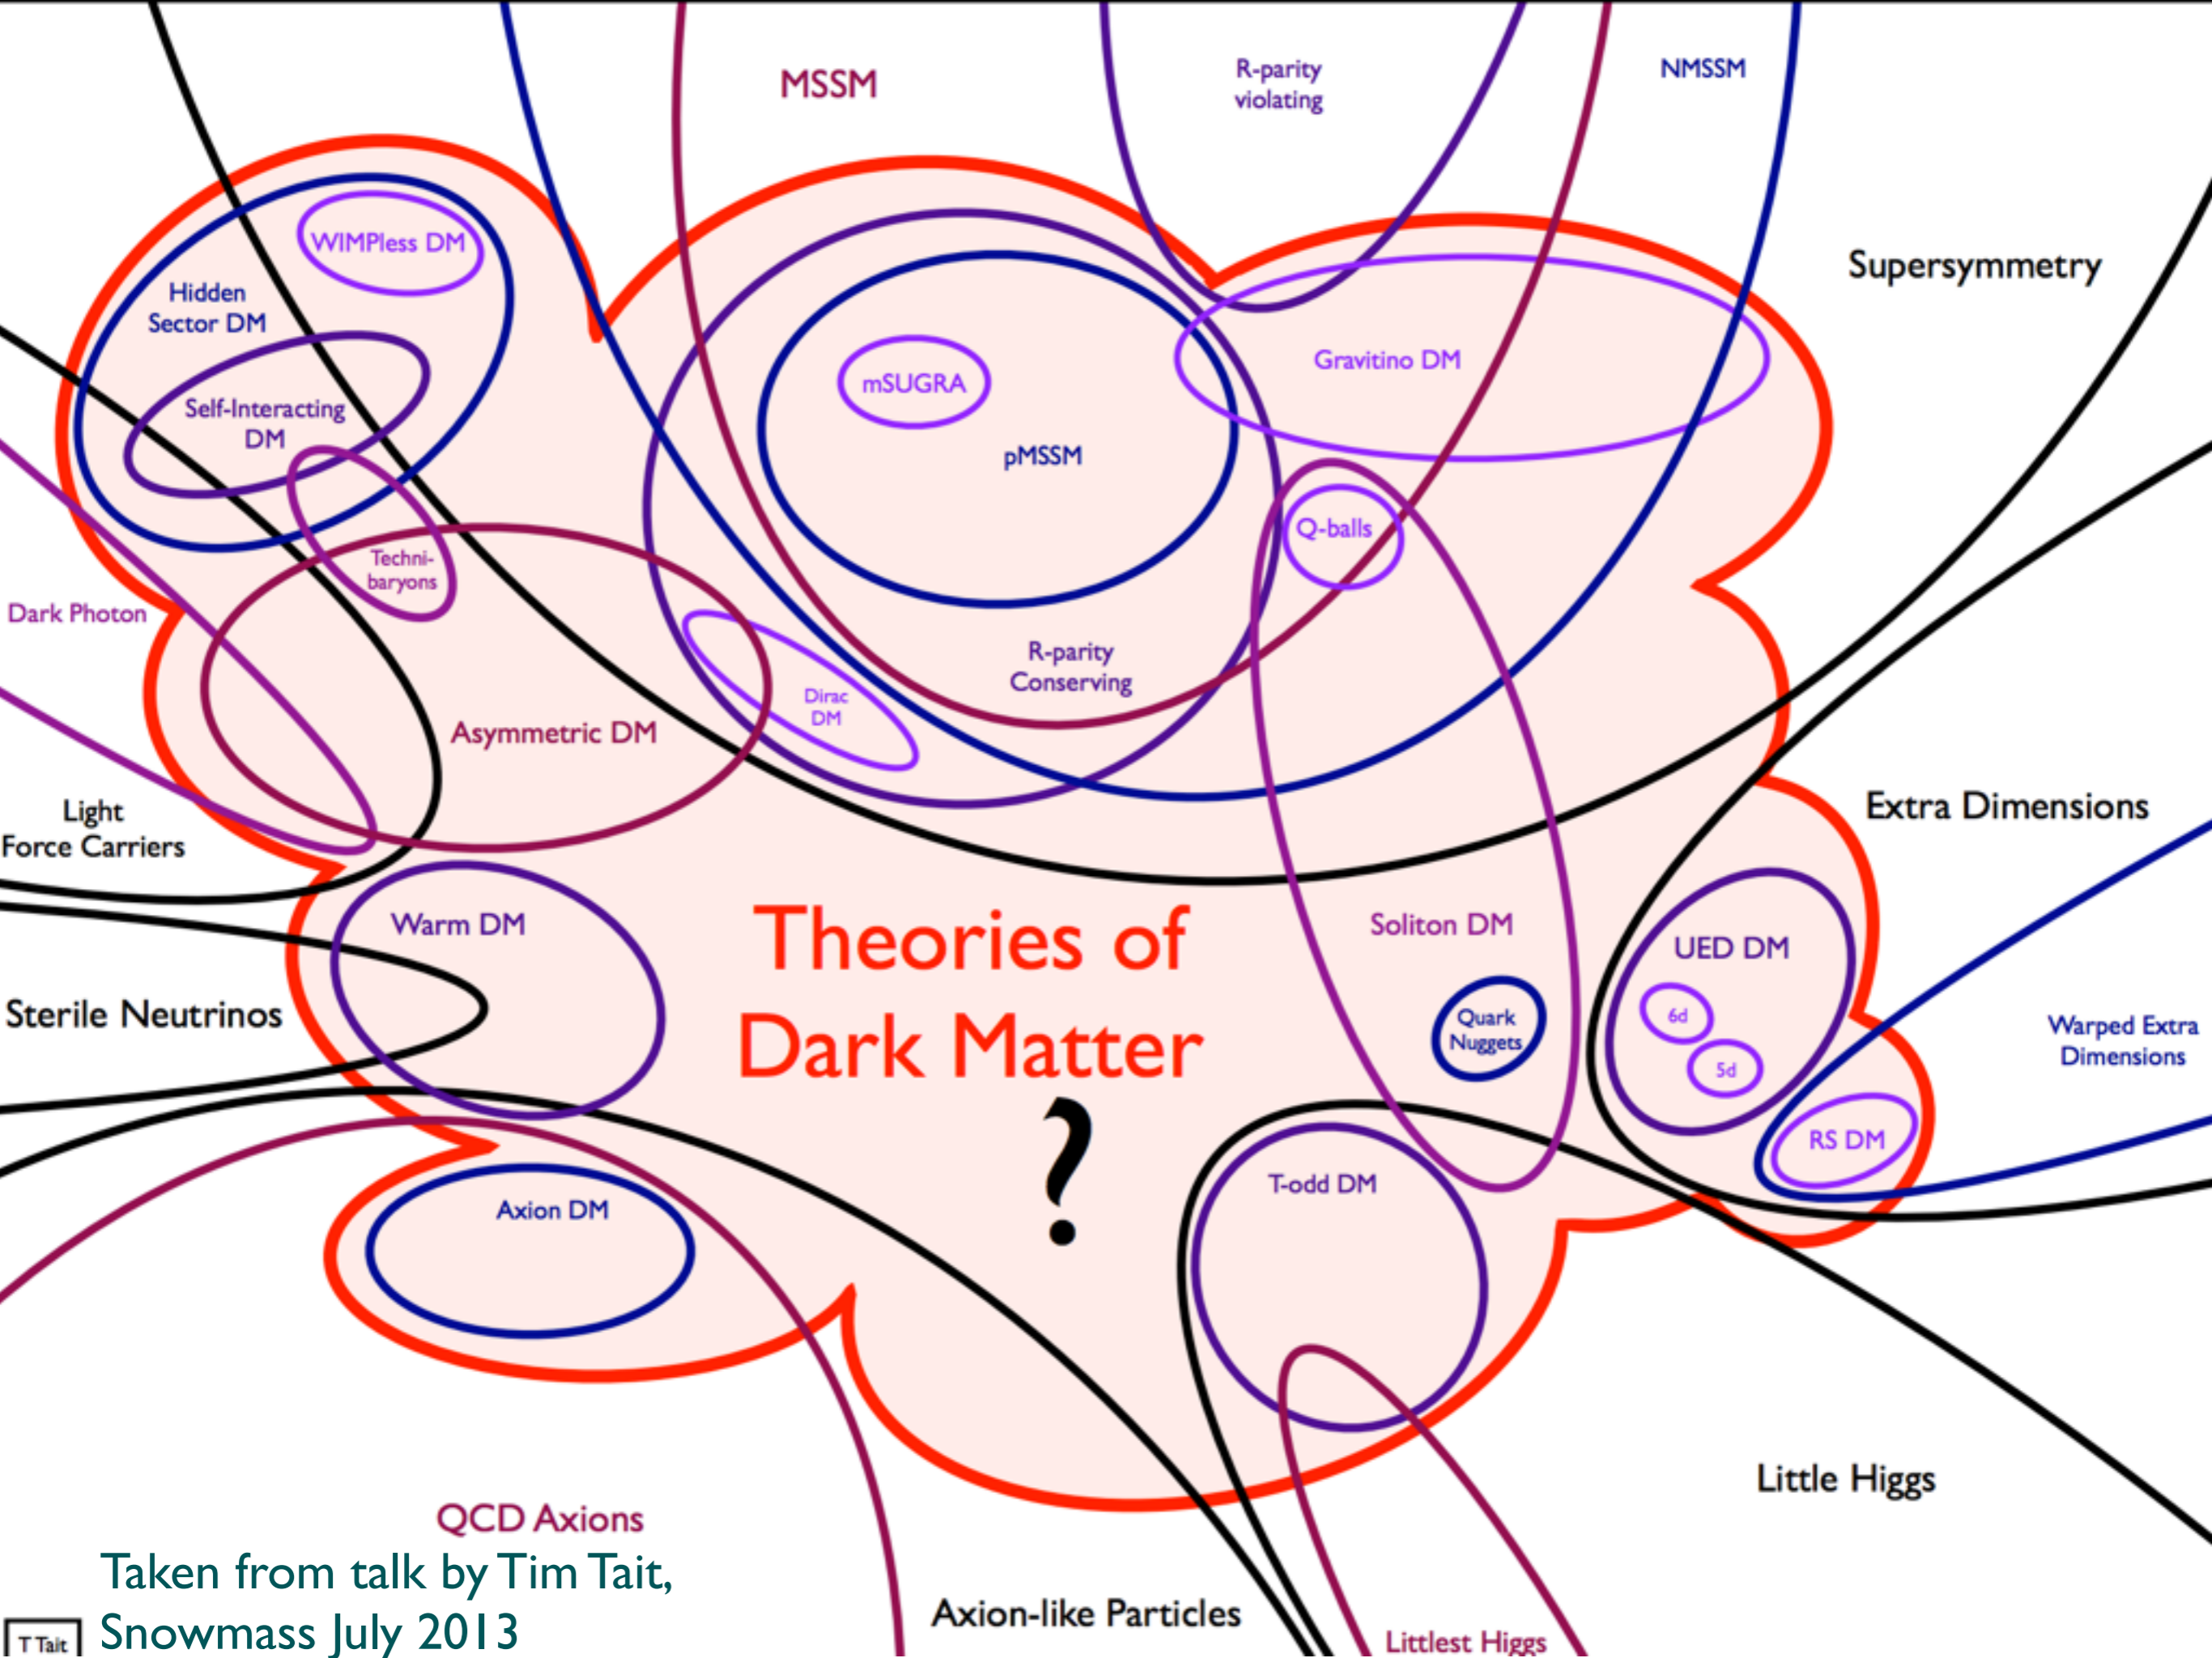 MSSM
R-parity
violating
NMSSM
WIMPless DM
Supersymmetry
Hidden
Sector DM
Gravitino DM
mSUGRA
Self-Interacting
DM
pMSSM
Q-balls
Techni-
baryons
Dark Photon
R-parity
Conserving
Dirac
DM
Asymmetric DM
Light
Force Carriers
Extra Dimensions
Warm DM
Theories of
Dark Matter
?
Soliton DM
UED DM
Sterile Neutrinos
Quark
Nuggets
6d
5d
Warped Extra
Dimensions
RS DM
T-odd DM
Axion DM
Little Higgs
QCD Axions
Taken from talk by Tim Tait,
Snowmass July 2013
T Tait
Axion-like Particles
Littlest Higgs